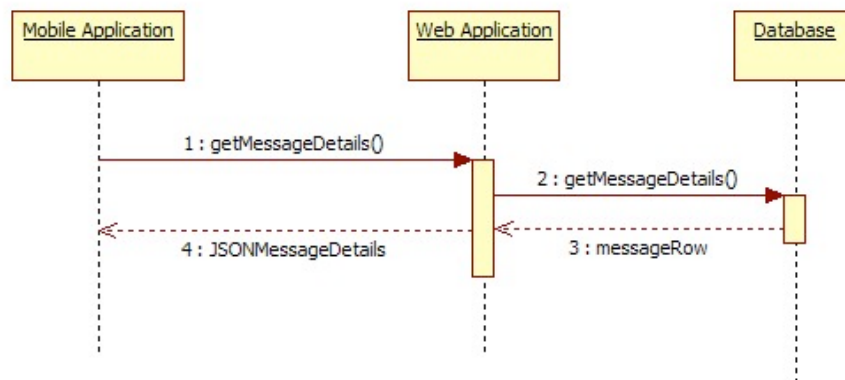 Mobile Application
Web Application
Database
1 : getMessageDetails()
2 : getMessageDetails()
3 : messageRow
4 : JSONMessageDetails